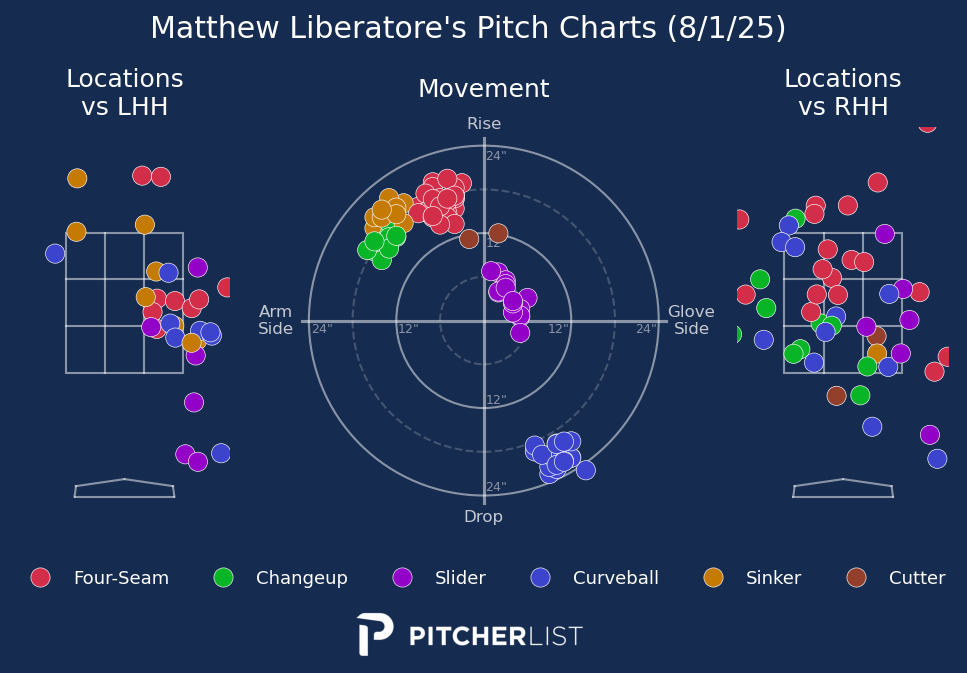 Matthew Liberatore's Pitch Charts (8/1/25)
Locations
vs LHH
Movement
Locations
vs RHH
Rise
24"
12"
Arm
Side
24"
12"
12"
24"
Glove
Side
12"
24"
Drop
Four-Seam
Changeup
Slider
Curveball
Sinker
Cutter
PITCHERLIST